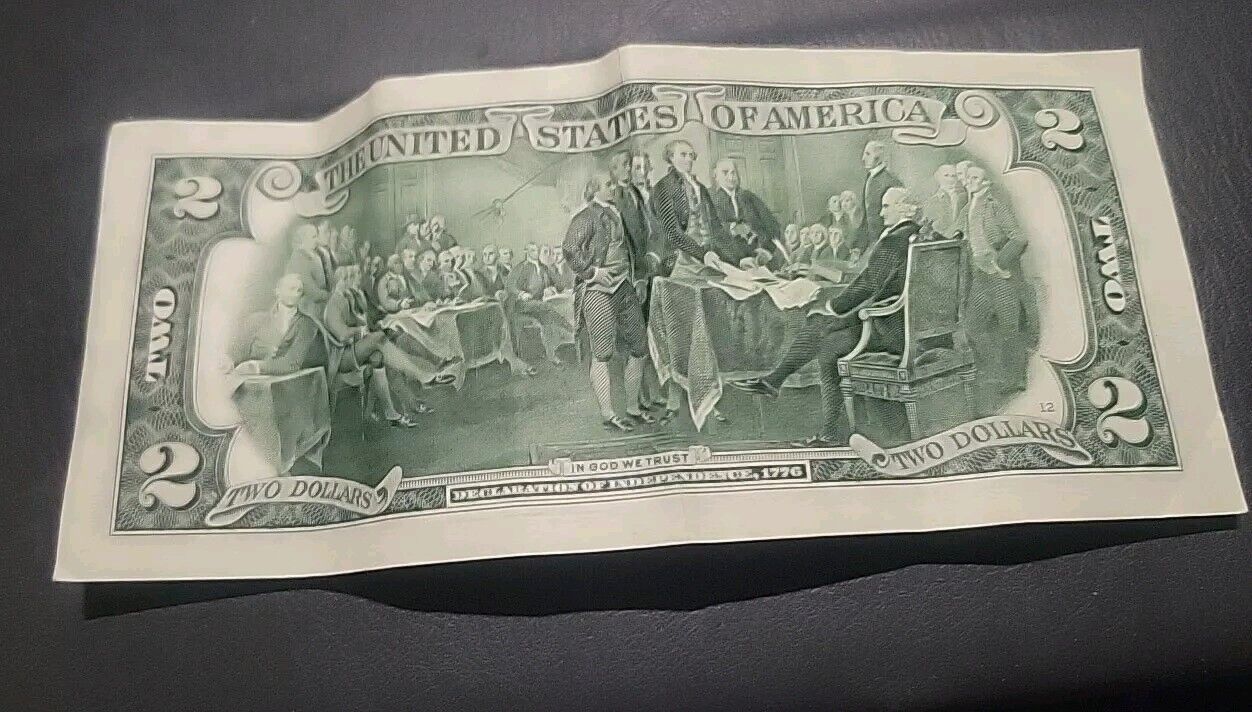 THE UNITED STATES OF AMERICA
2
2
TWO
TWO
2
2
12
TWO DOLLARS
IN GOD WE TRUST
TWO DOLLARS
DECLARATION OF INDEPENDENCE, 1776